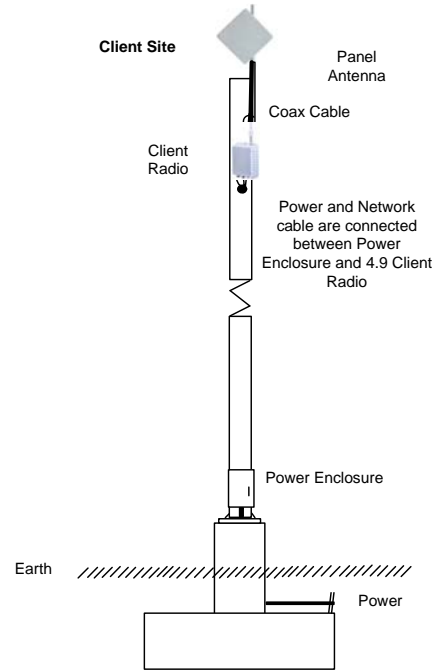 Client Site
Panel
Antenna
Coax Cable
Client
Radio
Power and Network
cable are connected
between Power
Enclosure and 4.9 Client
Radio
Power Enclosure
Earth
Power